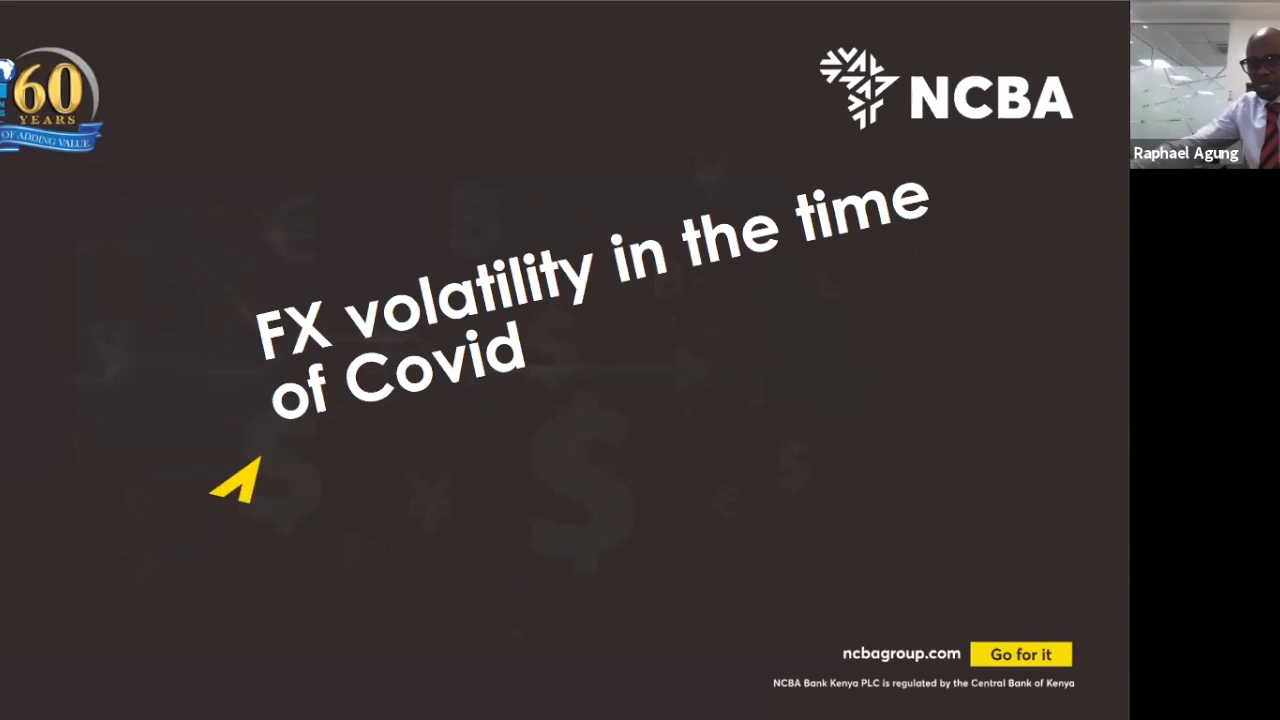 60
YEARS
OF ADDING VALUE
NCBA
Raphael Agung
FX volatility in the time
of Covid
ncbagroup.com
Go for it
NCBA Bank Kenya PLC is regulated by the Central Bank of Kenya